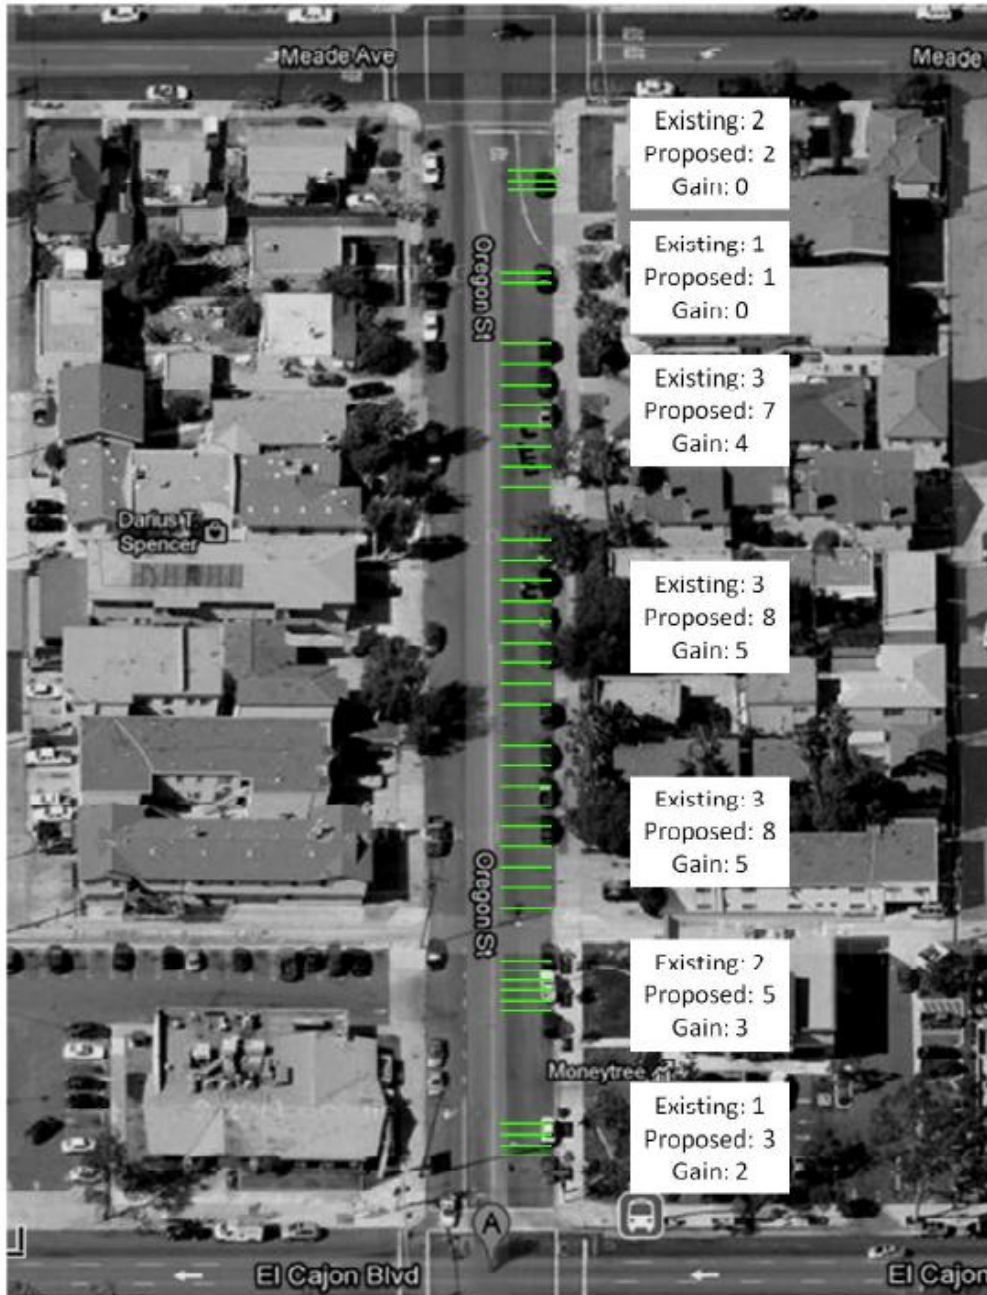 Meade Ave
Meade
Existing: 2
Proposed: 2
Gain: 0
Oregon St
Existing: 1
Proposed: 1
Gain: 0
Existing: 3
Proposed: 7
Gain: 4
Darius T.
Spencer
Existing: 3
Proposed: 8
Gain: 5
Existing: 3
Proposed: 8
Gain: 5
Oregon St
Existing: 2
Proposed: 5
Gain: 3
Moneytree
Existing: 1
Proposed: 3
Gain: 2
A
El Cajon Blvd
El Cajon